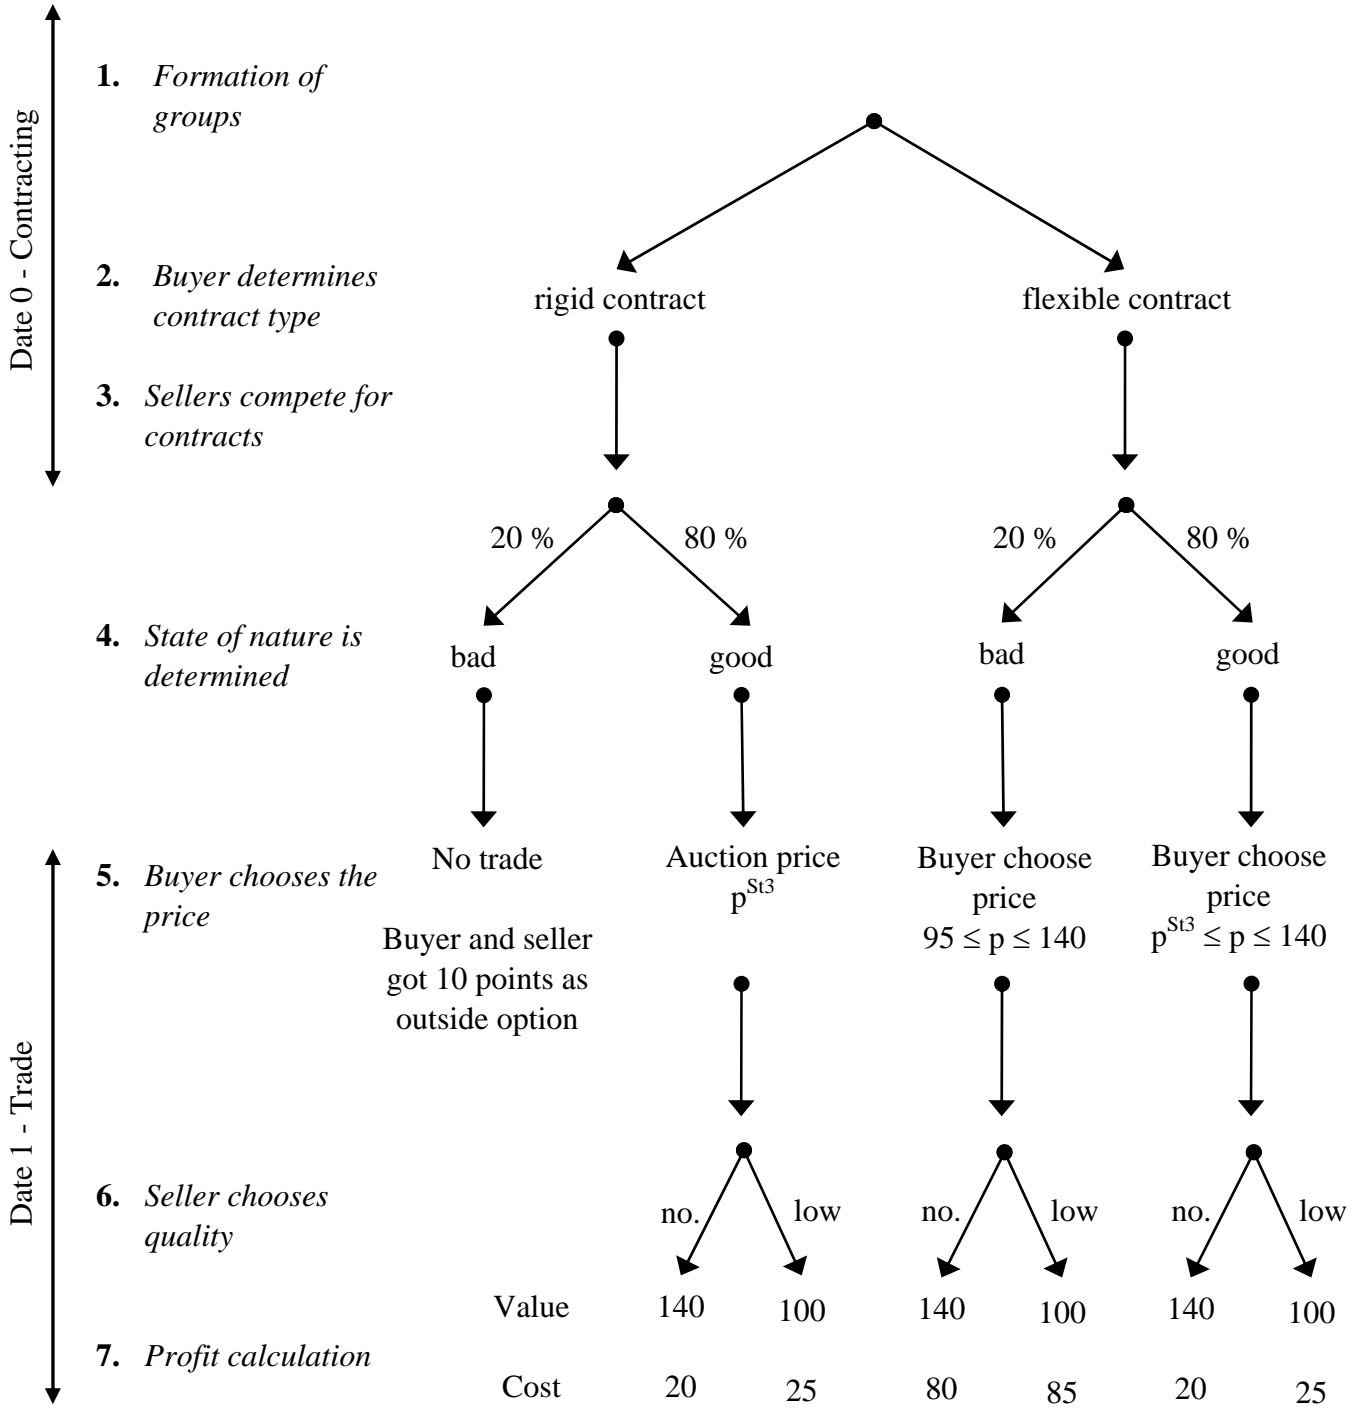 Date 0 - Contracting
1. Formation of
groups
2. Buyer determines
contract type
rigid contract
flexible contract
3. Sellers compete for
contracts
20 %
80 %
20 %
80 %
4. State of nature is
determined
bad
good
bad
good
Date 1 - Trade
5. Buyer chooses the
price
No trade
Buyer and seller
got 10 points as
outside option
Auction price
p^St3
Buyer choose
price
95 ≤ p ≤ 140
Buyer choose
price
p^St3 ≤ p ≤ 140
6. Seller chooses
quality
no.
low
no.
low
no.
low
Value 140 100 140 100 140 100
7. Profit calculation
Cost 20 25 80 85 20 25